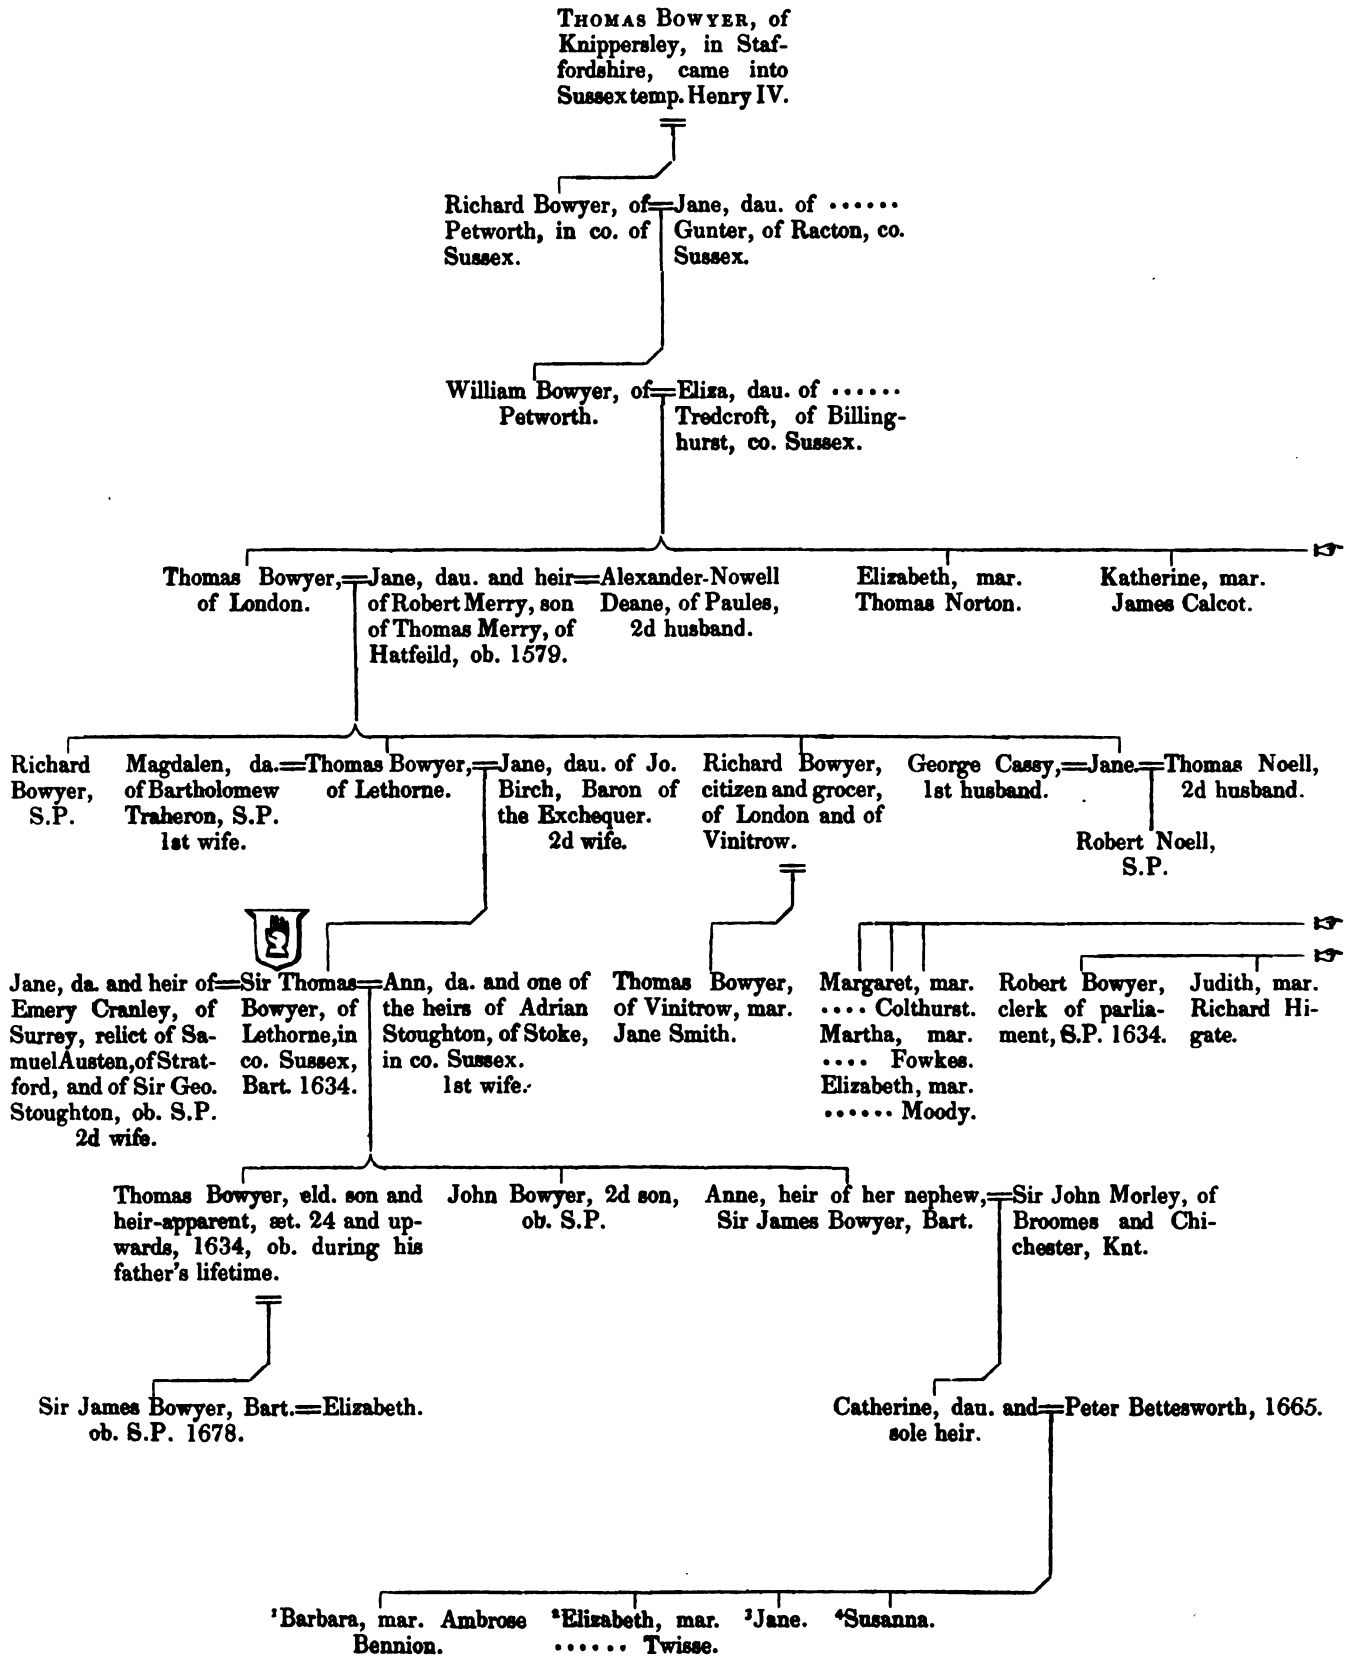 THOMAS BOWYER, of
Knippersley, in Staf-
fordshire, came into
Sussex temp. Henry IV.
Richard Bowyer, of
Petworth, in co. of
Sussex.
Jane, dau. of ······
Gunter, of Racton, co.
Sussex.
William Bowyer, of
Petworth.
Eliza, dau. of ······
Tredcroft, of Billing-
hurst, co. Sussex.
Thomas Bowyer,
of London.
Jane, dau. and heir
of Robert Merry, son
of Thomas Merry, of
Hatfeild, ob. 1579.
Alexander-Nowell
Deane, of Paules,
2d husband.
Elizabeth, mar.
Thomas Norton.
Katherine, mar.
James Calcot.
Richard
Bowyer,
S.P.
Magdalen, da.
of Bartholomew
Traheron, S.P.
1st wife.
Thomas Bowyer,
of Lethorne.
Jane, dau. of Jo.
Birch, Baron of
the Exchequer.
2d wife.
Richard Bowyer,
citizen and grocer,
of London and of
Vinitrow.
George Cassy,
1st husband.
Jane.
Thomas Noell,
2d husband.
Robert Noell,
S.P.
Jane, da. and heir of
Emery Cranley, of
Surrey, relict of Sa-
muel Austen, of Strat-
ford, and of Sir Geo.
Stoughton, ob. S.P.
2d wife.
Sir Thomas
Bowyer, of
Lethorne, in
co. Sussex,
Bart. 1634.
Ann, da. and one of
the heirs of Adrian
Stoughton, of Stoke,
in co. Sussex.
1st wife.
Thomas Bowyer,
of Vinitrow, mar.
Jane Smith.
Margaret, mar.
···· Colthurst.
Martha, mar.
···· Fowkes.
Elizabeth, mar.
······ Moody.
Robert Bowyer,
clerk of parlia-
ment, S.P. 1634.
Judith, mar.
Richard Hi-
gate.
Thomas Bowyer, eld. son and
heir-apparent, æt. 24 and up-
wards, 1634, ob. during his
father's lifetime.
John Bowyer, 2d son,
ob. S.P.
Anne, heir of her nephew,
Sir James Bowyer, Bart.
Sir John Morley, of
Broomes and Chi-
chester, Knt.
Sir James Bowyer, Bart.
ob. S.P. 1678.
Elizabeth.
Catherine, dau. and
sole heir.
Peter Bettesworth, 1665.
¹Barbara, mar. Ambrose
Bennion.
²Elizabeth, mar.
······ Twisse.
³Jane.
⁴Susanna.